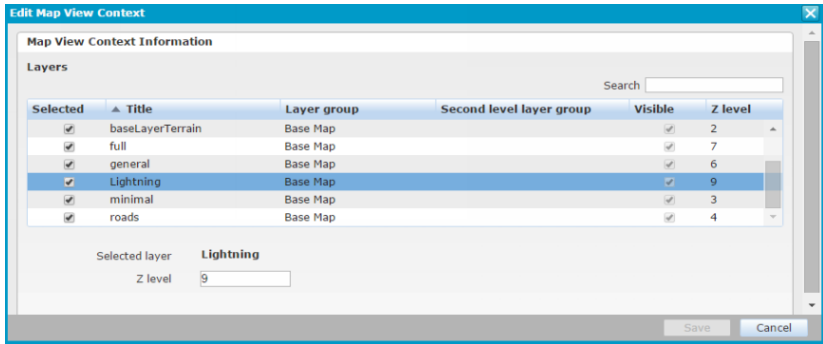 Edit Map View Context
Map View Context Information
Layers
Search
Selected Title Layer group Second level layer group Visible Z level
baseLayerTerrain Base Map 2
full Base Map 7
general Base Map 6
Lightning Base Map 9
minimal Base Map 3
roads Base Map 4
Selected layer Lightning
Z level 9
Save Cancel